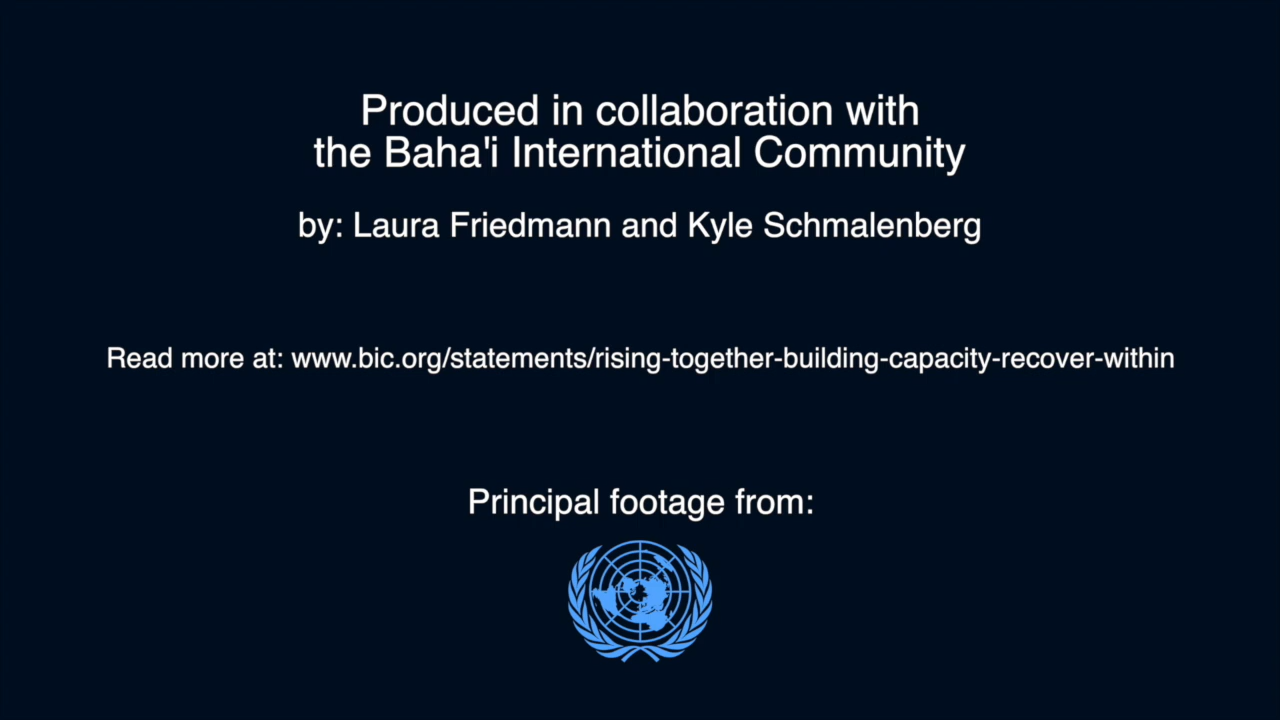 Produced in collaboration with
the Baha'i International Community
by: Laura Friedmann and Kyle Schmalenberg
Read more at: www.bic.org/statements/rising-together-building-capacity-recover-within
Principal footage from: